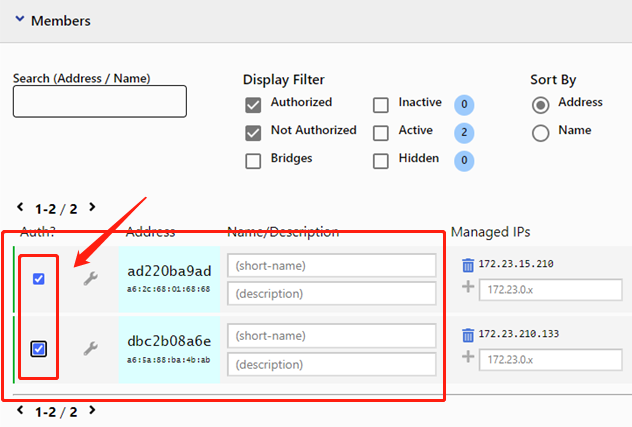 Members
Search (Address / Name)
Display Filter
Sort By
Authorized
Inactive
0
Address
Not Authorized
Active
2
Name
Bridges
Hidden
0
1-2 / 2
Auth?
Address
Name/Description
Managed IPs
ad220ba9ad
a6:2c:68:01:68:68
(short-name)
(description)
172.23.15.210
172.23.0.x
dbc2b08a6e
a6:5a:88:ba:4b:ab
(short-name)
(description)
172.23.210.133
172.23.0.x
1-2 / 2